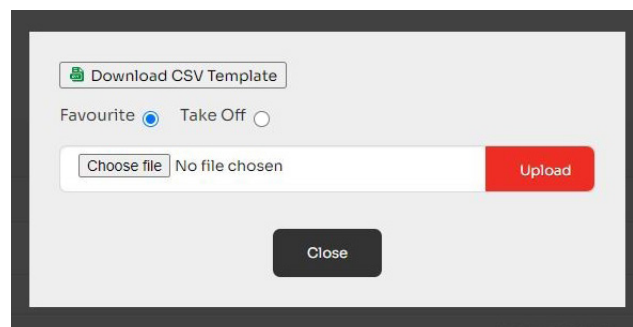 Download CSV Template
Favourite Take Off
Choose file No file chosen Upload
Close